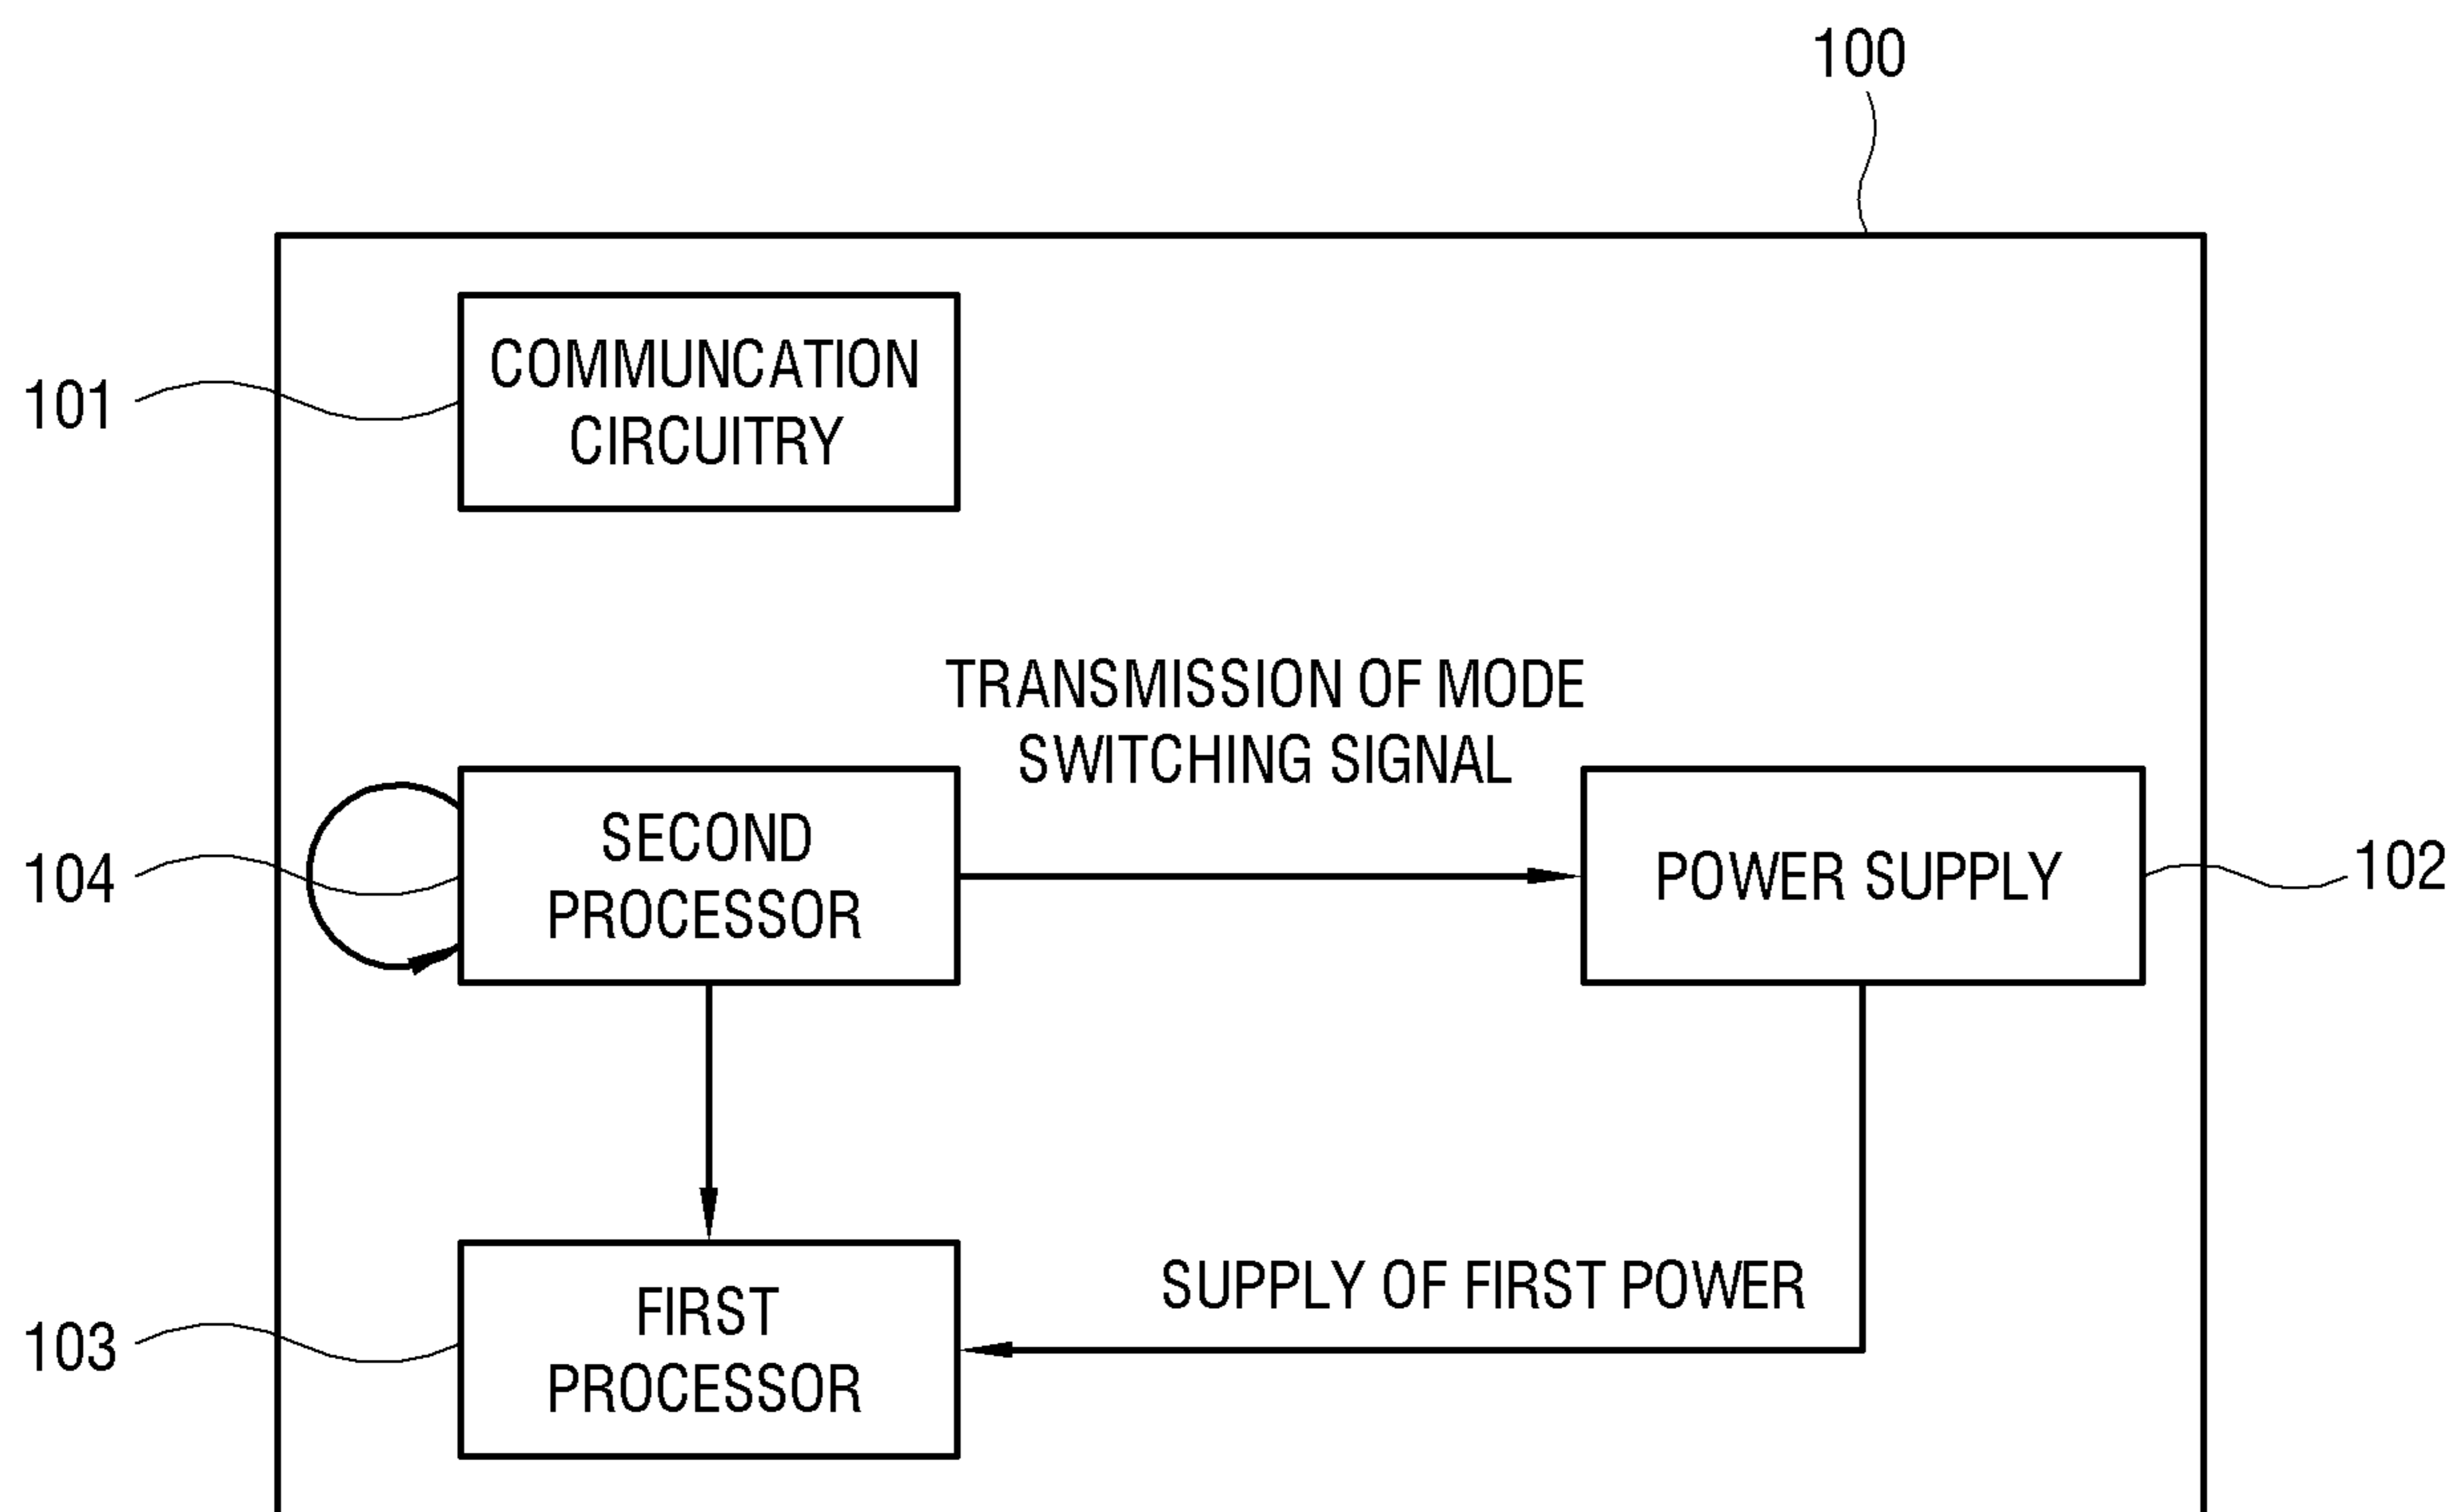 100
COMMUNCATION
CIRCUITRY
101
TRANSMISSION OF MODE
SWITCHING SIGNAL
SECOND
PROCESSOR
104
POWER SUPPLY
102
SUPPLY OF FIRST POWER
FIRST
PROCESSOR
103